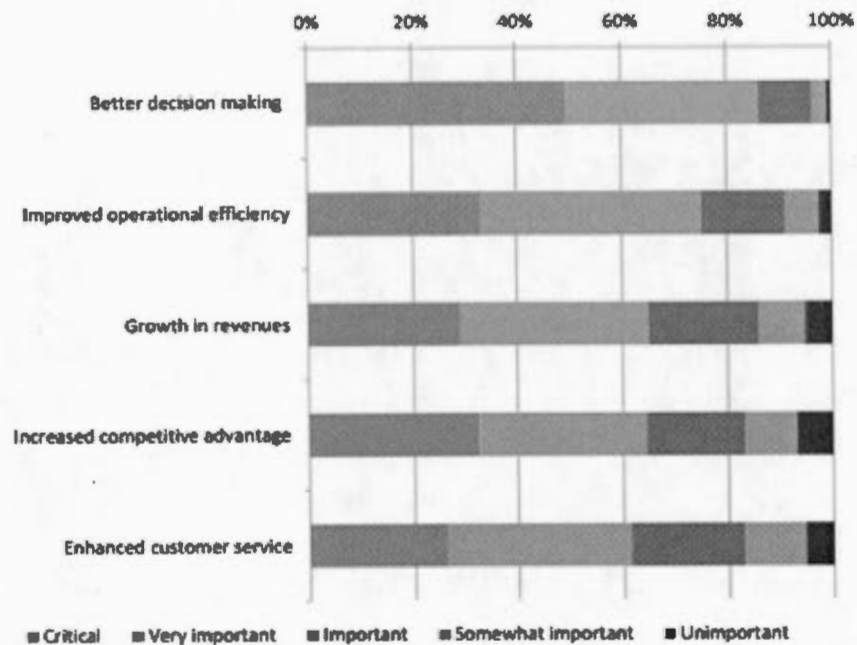 0% 20% 40% 60% 80% 100%
Better decision making
Improved operational efficiency
Growth in revenues
Increased competitive advantage
Enhanced customer service
Critical Very important Important Somewhat important Unimportant